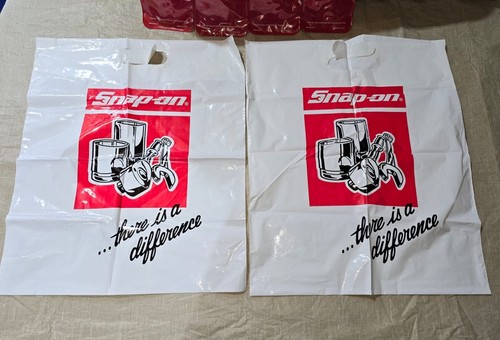 Snap-on®
...there is a
difference
Snap-on®
...there is a
difference